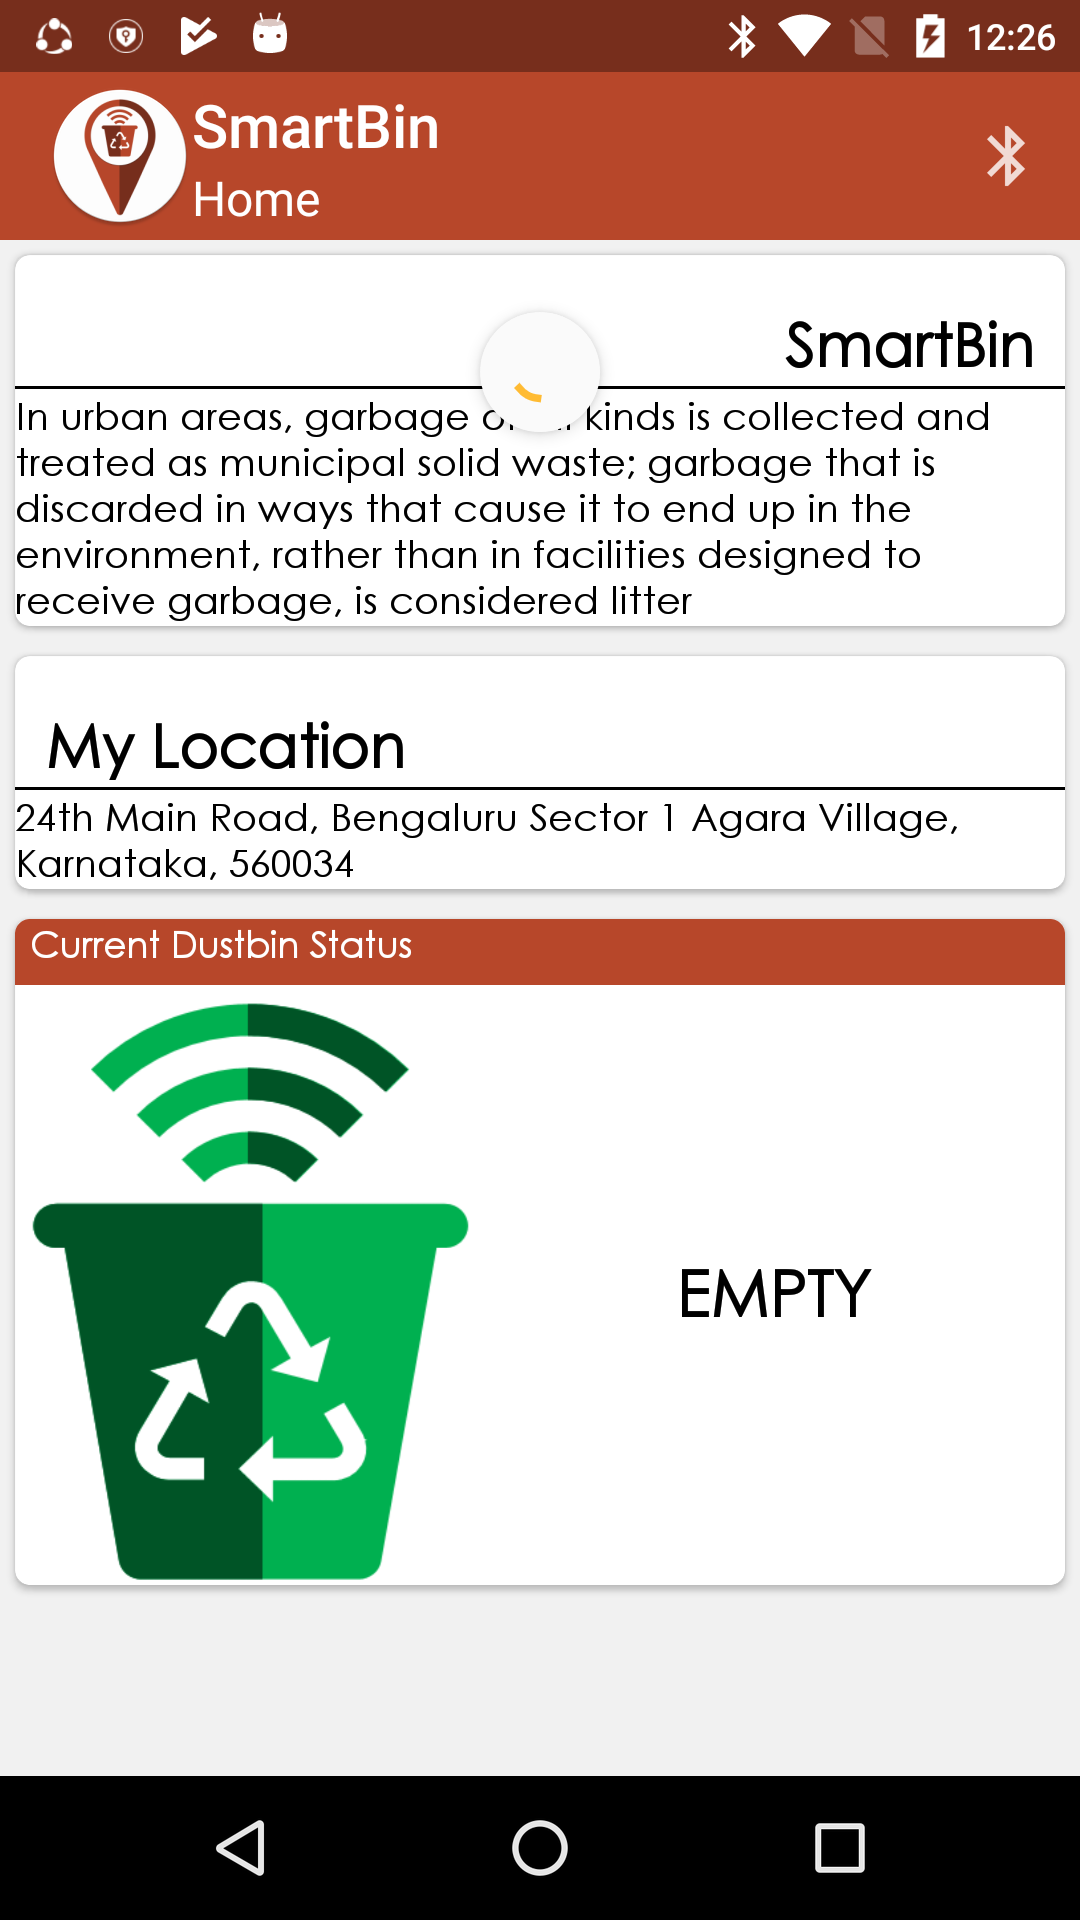 12:26
SmartBin
Home
SmartBin
In urban areas, garbage kinds is collected and
treated as municipal solid waste; garbage that is
discarded in ways that cause it to end up in the
environment, rather than in facilities designed to
receive garbage, is considered litter
My Location
24th Main Road, Bengaluru Sector 1 Agara Village,
Karnataka, 560034
Current Dustbin Status
EMPTY